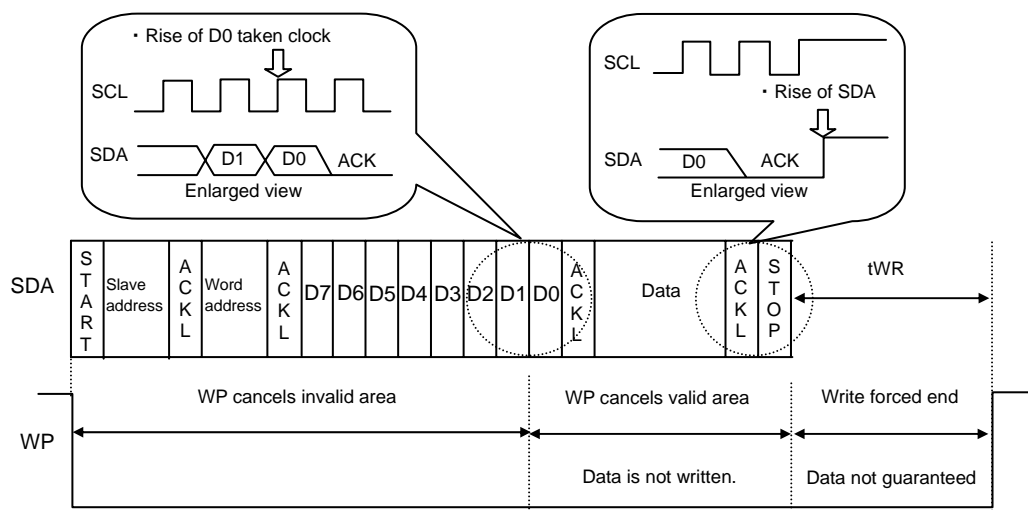 ・Rise of D0 taken clock
SCL
SDA
D1
D0
ACK
Enlarged view
SCL
・Rise of SDA
SDA
D0
ACK
Enlarged view
SDA
START
Slave address
ACKL
Word address
ACKL
D7
D6
D5
D4
D3
D2
D1
D0
ACKL
Data
ACKL
STOP
tWR
WP
WP cancels invalid area
WP cancels valid area
Write forced end
Data is not written.
Data not guaranteed